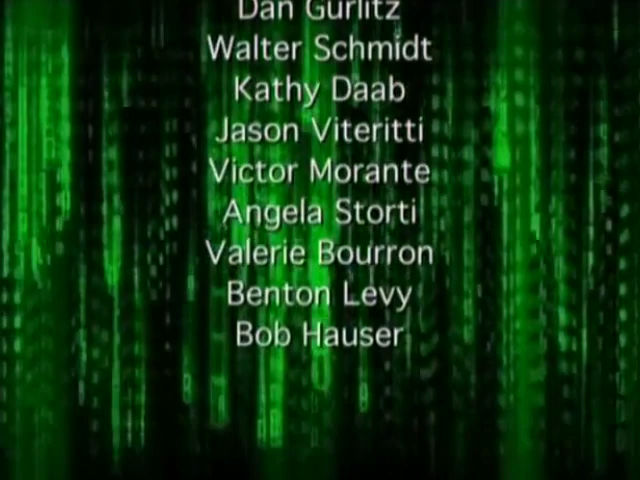 Dan Gurlitz
Walter Schmidt
Kathy Daab
Jason Viteritti
Victor Morante
Angela Storti
Valerie Bourron
Benton Levy
Bob Hauser